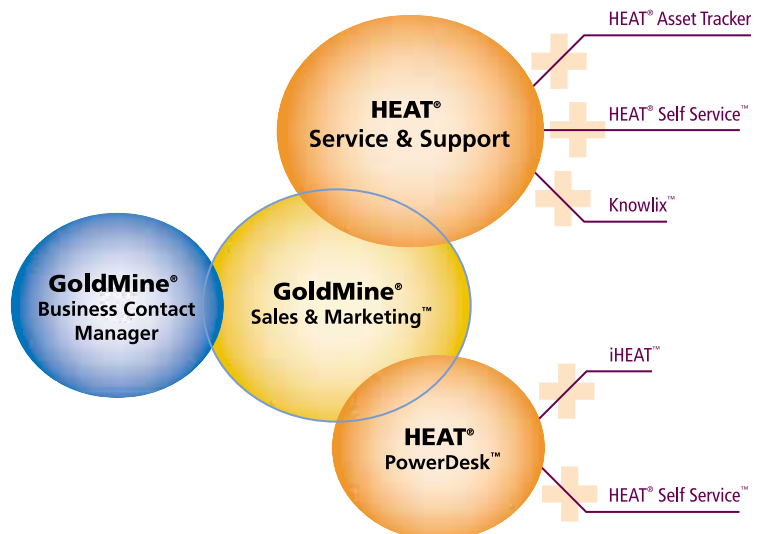 HEAT® Asset Tracker
HEAT®
Service & Support
HEAT® Self Service™
Knowlix™
GoldMine®
Business Contact
Manager
GoldMine®
Sales & Marketing™
iHEAT™
HEAT®
PowerDesk™
HEAT® Self Service™